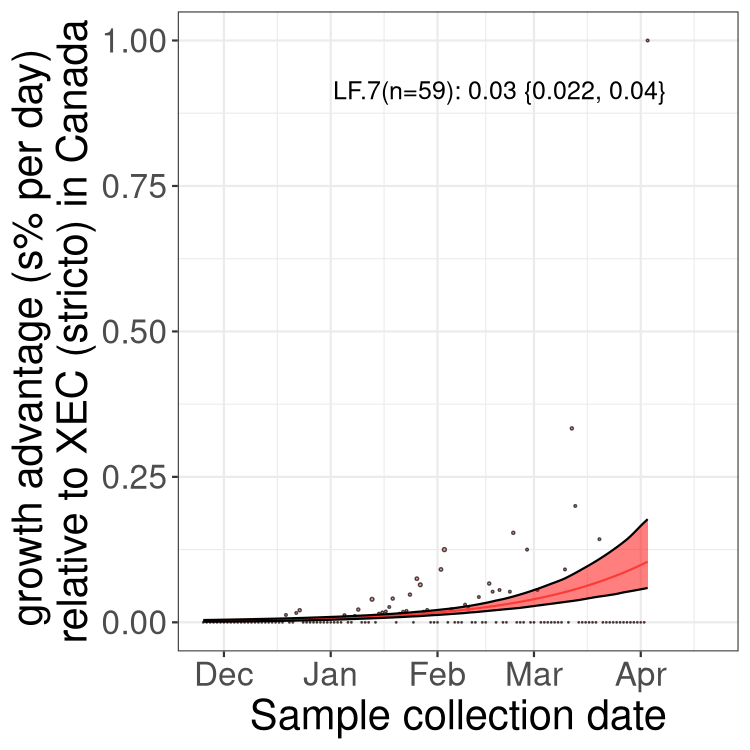 growth advantage (s% per day)
relative to XEC (stricto) in Canada
1.00
0.75
0.50
0.25
0.00
LF.7(n=59): 0.03 {0.022, 0.04}
Dec Jan Feb Mar Apr
Sample collection date